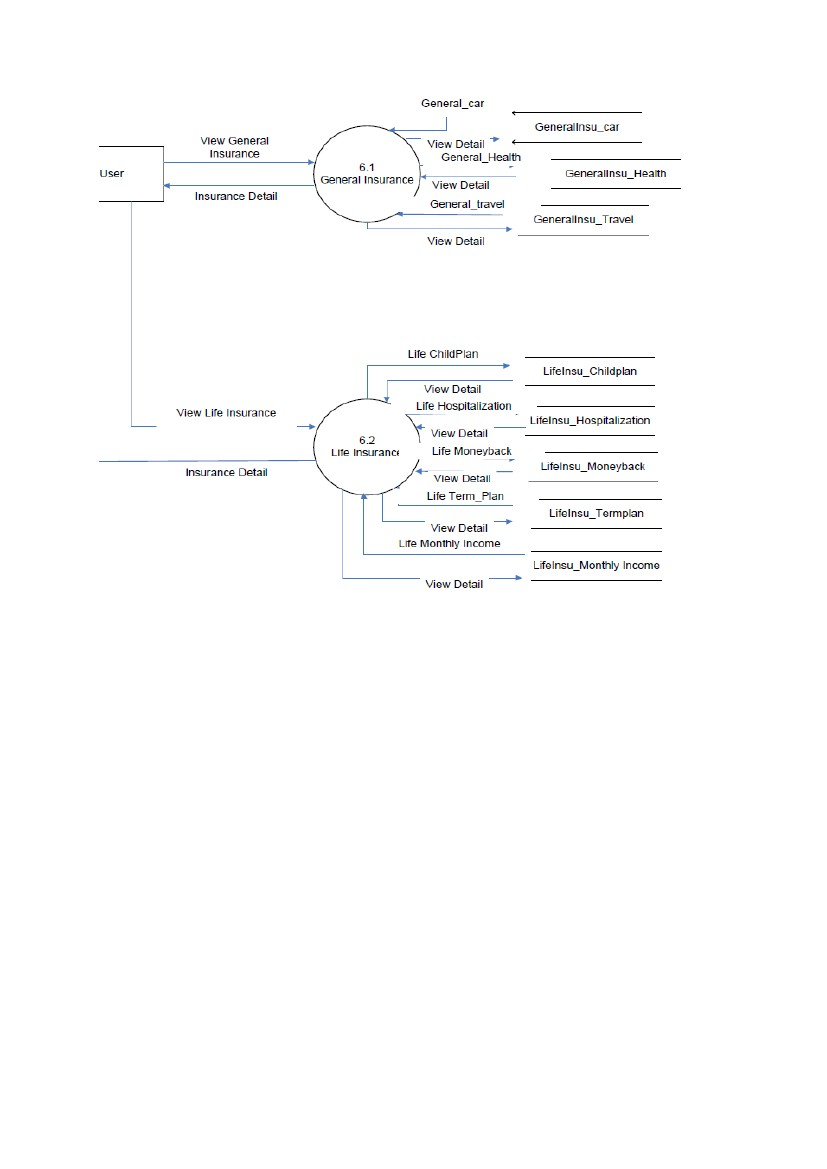 General_car
GeneralInsu_car
View General
Insurance
View Detail
General_Health
6.1
General Insurance
User
GeneralInsu_Health
View Detail
Insurance Detail
General_travel
GeneralInsu_Travel
View Detail
Life ChildPlan
LifeInsu_Childplan
View Detail
Life Hospitalization
View Life Insurance
LifeInsu_Hospitalization
View Detail
6.2
Life Insurance
Life Moneyback
LifeInsu_Moneyback
Insurance Detail
View Detail
Life Term_Plan
LifeInsu_Termplan
View Detail
Life Monthly Income
LifeInsu_Monthly Income
View Detail